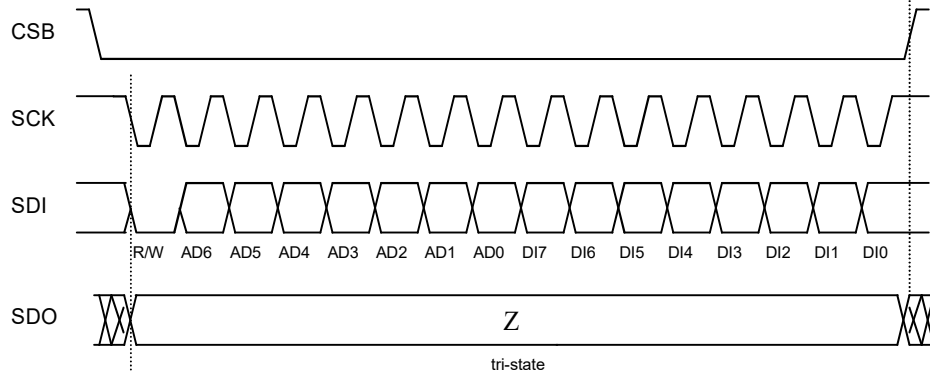 CSB
SCK
SDI
R/W AD6 AD5 AD4 AD3 AD2 AD1 AD0 DI7 DI6 DI5 DI4 DI3 DI2 DI1 DI0
SDO
Z
tri-state